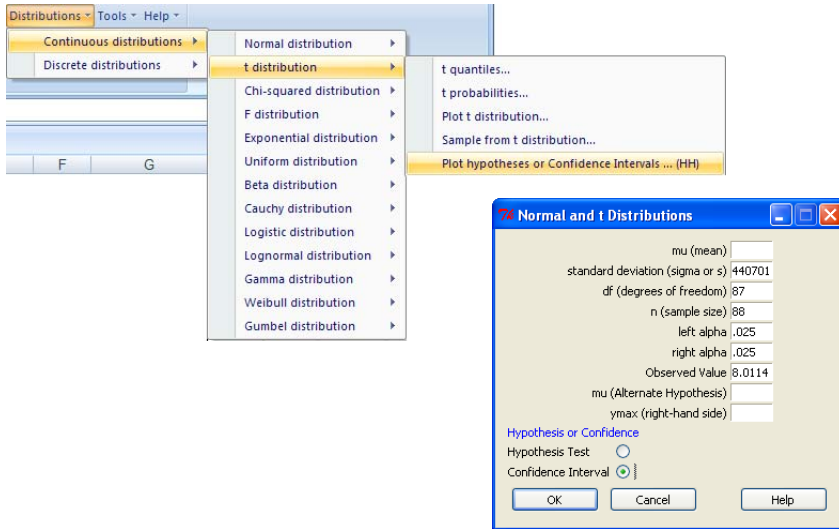 Distributions Tools Help
Continuous distributions
Discrete distributions
F G
Normal distribution
t distribution
Chi-squared distribution
F distribution
Exponential distribution
Uniform distribution
Beta distribution
Cauchy distribution
Logistic distribution
Lognormal distribution
Gamma distribution
Weibull distribution
Gumbel distribution
t quantiles...
t probabilities...
Plot t distribution...
Sample from t distribution...
Plot hypotheses or Confidence Intervals ... (HH)
Normal and t Distributions
mu (mean)
standard deviation (sigma or s) 440701
df (degrees of freedom) 87
n (sample size) 88
left alpha .025
right alpha .025
Observed Value 8.0114
mu (Alternate Hypothesis)
ymax (right-hand side)
Hypothesis or Confidence
Hypothesis Test
Confidence Interval
OK Cancel Help